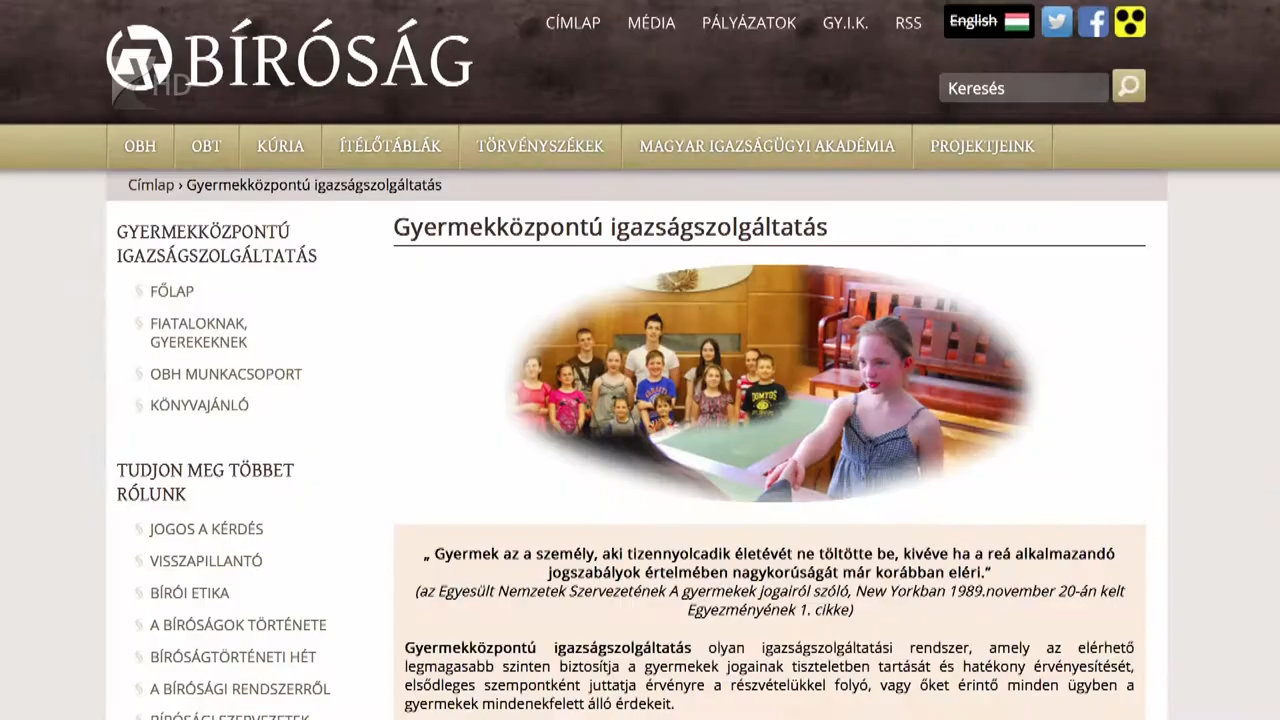 CÍMLAP MÉDIA PÁLYÁZATOK GY.I.K. RSS English
BÍRÓSÁG
HD
Keresés
OBH OBT KÚRIA ÍTÉLŐTÁBLÁK TÖRVÉNYSZÉKEK MAGYAR IGAZSÁGÜGYI AKADÉMIA PROJEKTJEINK
Címlap › Gyermekközpontú igazságszolgáltatás
GYERMEKKÖZPONTÚ
IGAZSÁGSZOLGÁLTATÁS
FŐLAP
FIATALOKNAK,
GYEREKEKNEK
OBH MUNKACSOPORT
KÖNYVAJÁNLÓ
TUDJON MEG TÖBBET
RÓLUNK
JOGOS A KÉRDÉS
VISSZAPILLANTÓ
BÍRÓI ETIKA
A BÍRÓSÁGOK TÖRTÉNETE
BÍRÓSÁGTÖRTÉNETI HÉT
A BÍRÓSÁGI RENDSZERRŐL
BÍRÓSÁGI SZERVEZETEK
Gyermekközpontú igazságszolgáltatás
DOMYOS
„ Gyermek az a személy, aki tizennyolcadik életévét ne töltötte be, kivéve ha a reá alkalmazandó
jogszabályok értelmében nagykorúságát már korábban eléri.”
(az Egyesült Nemzetek Szervezetének A gyermekek jogairól szóló, New Yorkban 1989.november 20-án kelt
Egyezményének 1. cikke)
Gyermekközpontú igazságszolgáltatás olyan igazságszolgáltatási rendszer, amely az elérhető
legmagasabb szinten biztosítja a gyermekek jogainak tiszteletben tartását és hatékony érvényesítését,
elsődleges szempontként juttatja érvényre a részvételükkel folyó, vagy őket érintő minden ügyben a
gyermekek mindenekfelett álló érdekeit.